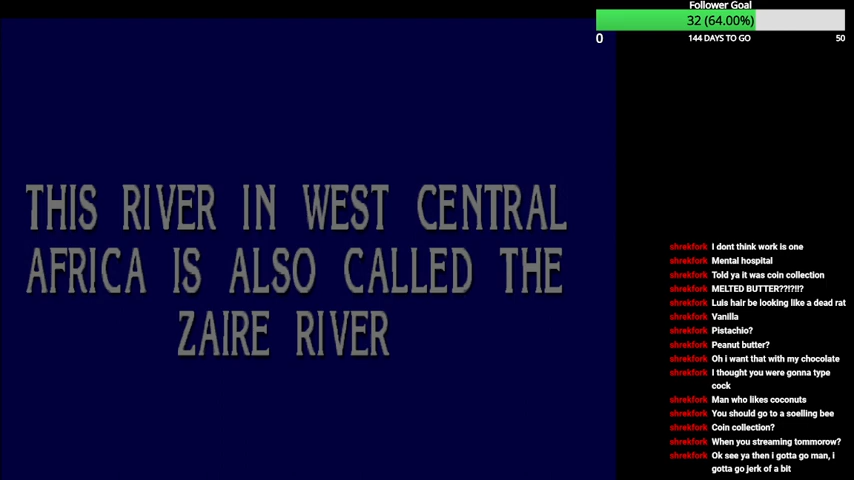 Follower Goal
32 (64.00%)
0
144 DAYS TO GO
50
THIS RIVER IN WEST CENTRAL
AFRICA IS ALSO CALLED THE
ZAIRE RIVER
shrekfork I dont think work is one
shrekfork Mental hospital
shrekfork Told ya it was coin collection
shrekfork MELTED BUTTER??!?!!?
shrekfork Luis hair be looking like a dead rat
shrekfork Vanilla
shrekfork Pistachio?
shrekfork Peanut butter?
shrekfork Oh i want that with my chocolate
shrekfork I thought you were gonna type
cock
shrekfork Man who likes coconuts
shrekfork You should go to a soelling bee
shrekfork Coin collection?
shrekfork When you streaming tommorow?
shrekfork Ok see ya then i gotta go man, i
gotta go jerk of a bit